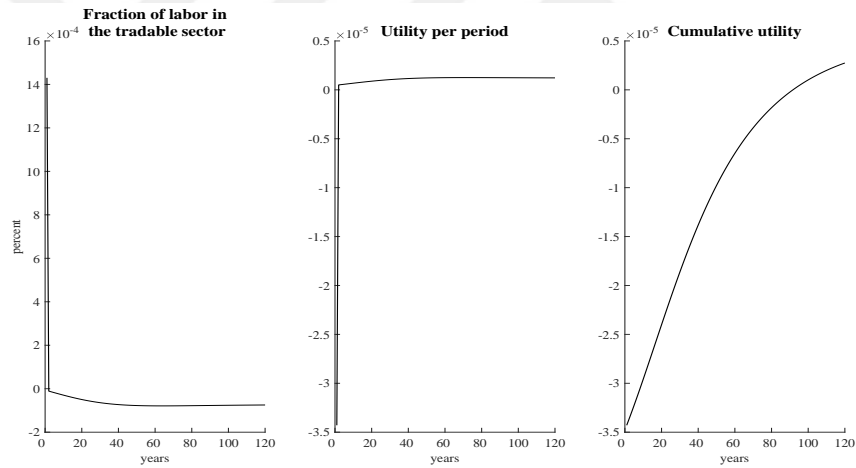 Fraction of labor in
the tradable sector
×10⁻⁴
16
14
12
10
8
6
4
2
0
-2
percent
0 20 40 60 80 100 120
years
×10⁻⁵ Utility per period
0.5
0
-0.5
-1
-1.5
-2
-2.5
-3
-3.5
0 20 40 60 80 100 120
years
×10⁻⁵ Cumulative utility
0.5
0
-0.5
-1
-1.5
-2
-2.5
-3
-3.5
0 20 40 60 80 100 120
years